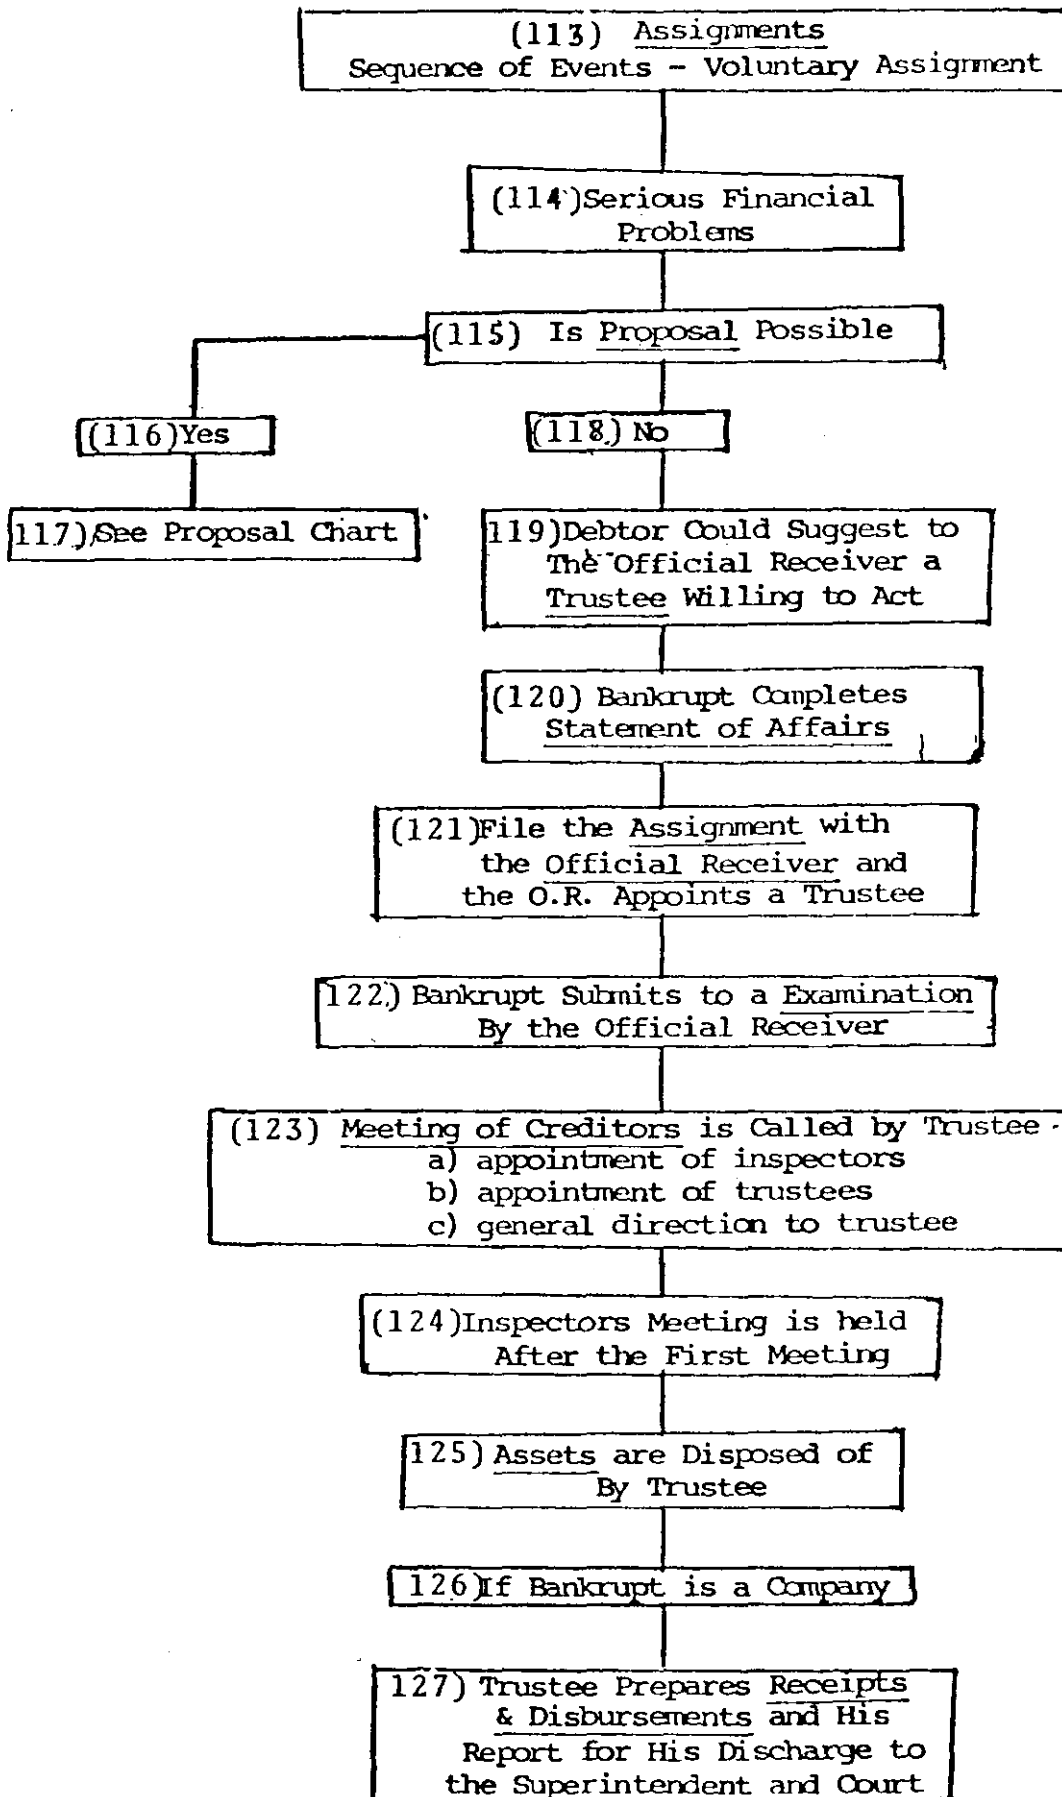 (113) Assignments
Sequence of Events - Voluntary Assignment
(114) Serious Financial
Problems
(115) Is Proposal Possible
(116) Yes
(118) No
117) See Proposal Chart
119) Debtor Could Suggest to
The Official Receiver a
Trustee Willing to Act
(120) Bankrupt Completes
Statement of Affairs
(121) File the Assignment with
the Official Receiver and
the O.R. Appoints a Trustee
122) Bankrupt Submits to a Examination
By the Official Receiver
(123) Meeting of Creditors is Called by Trustee
a) appointment of inspectors
b) appointment of trustees
c) general direction to trustee
(124) Inspectors Meeting is held
After the First Meeting
125) Assets are Disposed of
By Trustee
126) If Bankrupt is a Company
127) Trustee Prepares Receipts
& Disbursements and His
Report for His Discharge to
the Superintendent and Court